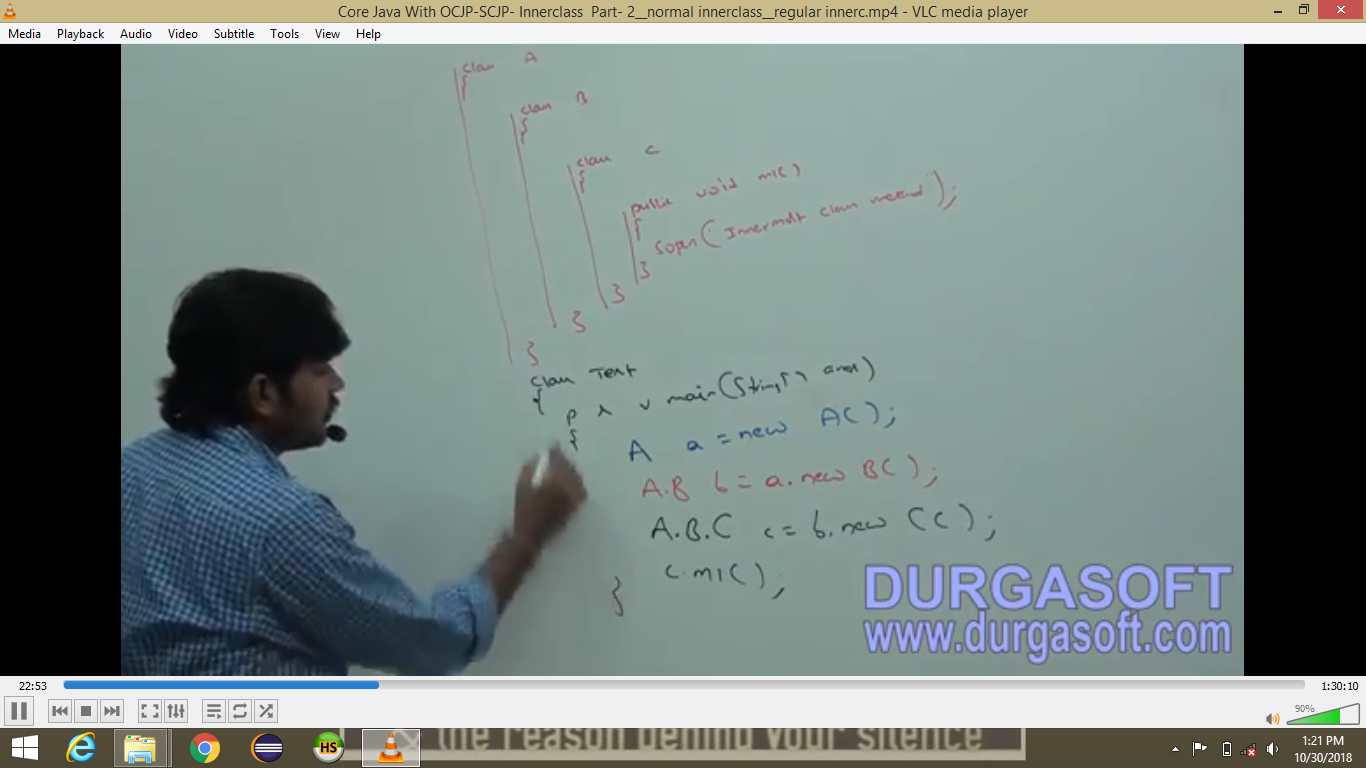 Core Java With OCJP-SCJP- Innerclass Part- 2__normal innerclass__regular innerc.mp4 - VLC media player
Media Playback Audio Video Subtitle Tools View Help
class A
{
class B
{
class C
{
public void m1()
{
Sopln("Innermost class method");
}
}
}
}
class Test
{
p s v main(String[] args)
{
A a = new A();
A.B b = a.new B();
A.B.C c = b.new C();
c.m1();
}
DURGASOFT
www.durgasoft.com
22:53
1:30:10
90%
the reason behind your silence
HS
1:21 PM
10/30/2018